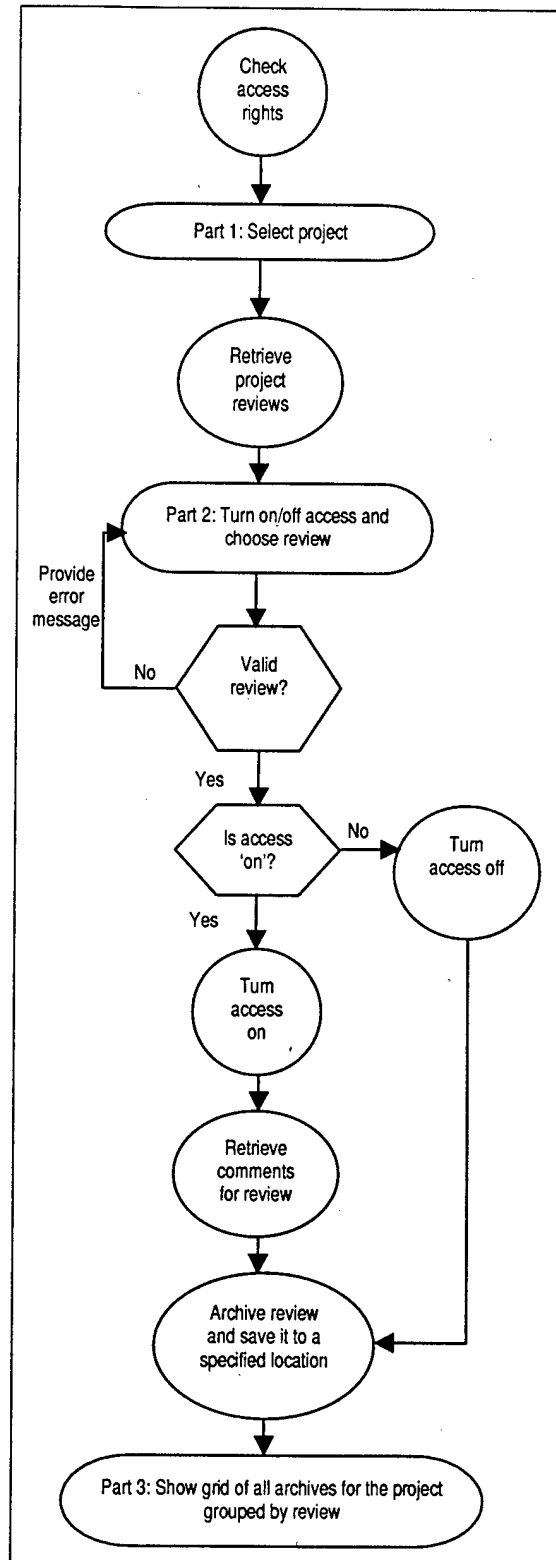 Check
access
rights
Part 1: Select project
Retrieve
project
reviews
Part 2: Turn on/off access and
choose review
Provide
error
message
No
Valid
review?
Yes
Is access
'on'?
No
Turn
access off
Yes
Turn
access
on
Retrieve
comments
for review
Archive review
and save it to a
specified location
Part 3: Show grid of all archives for the project
grouped by review